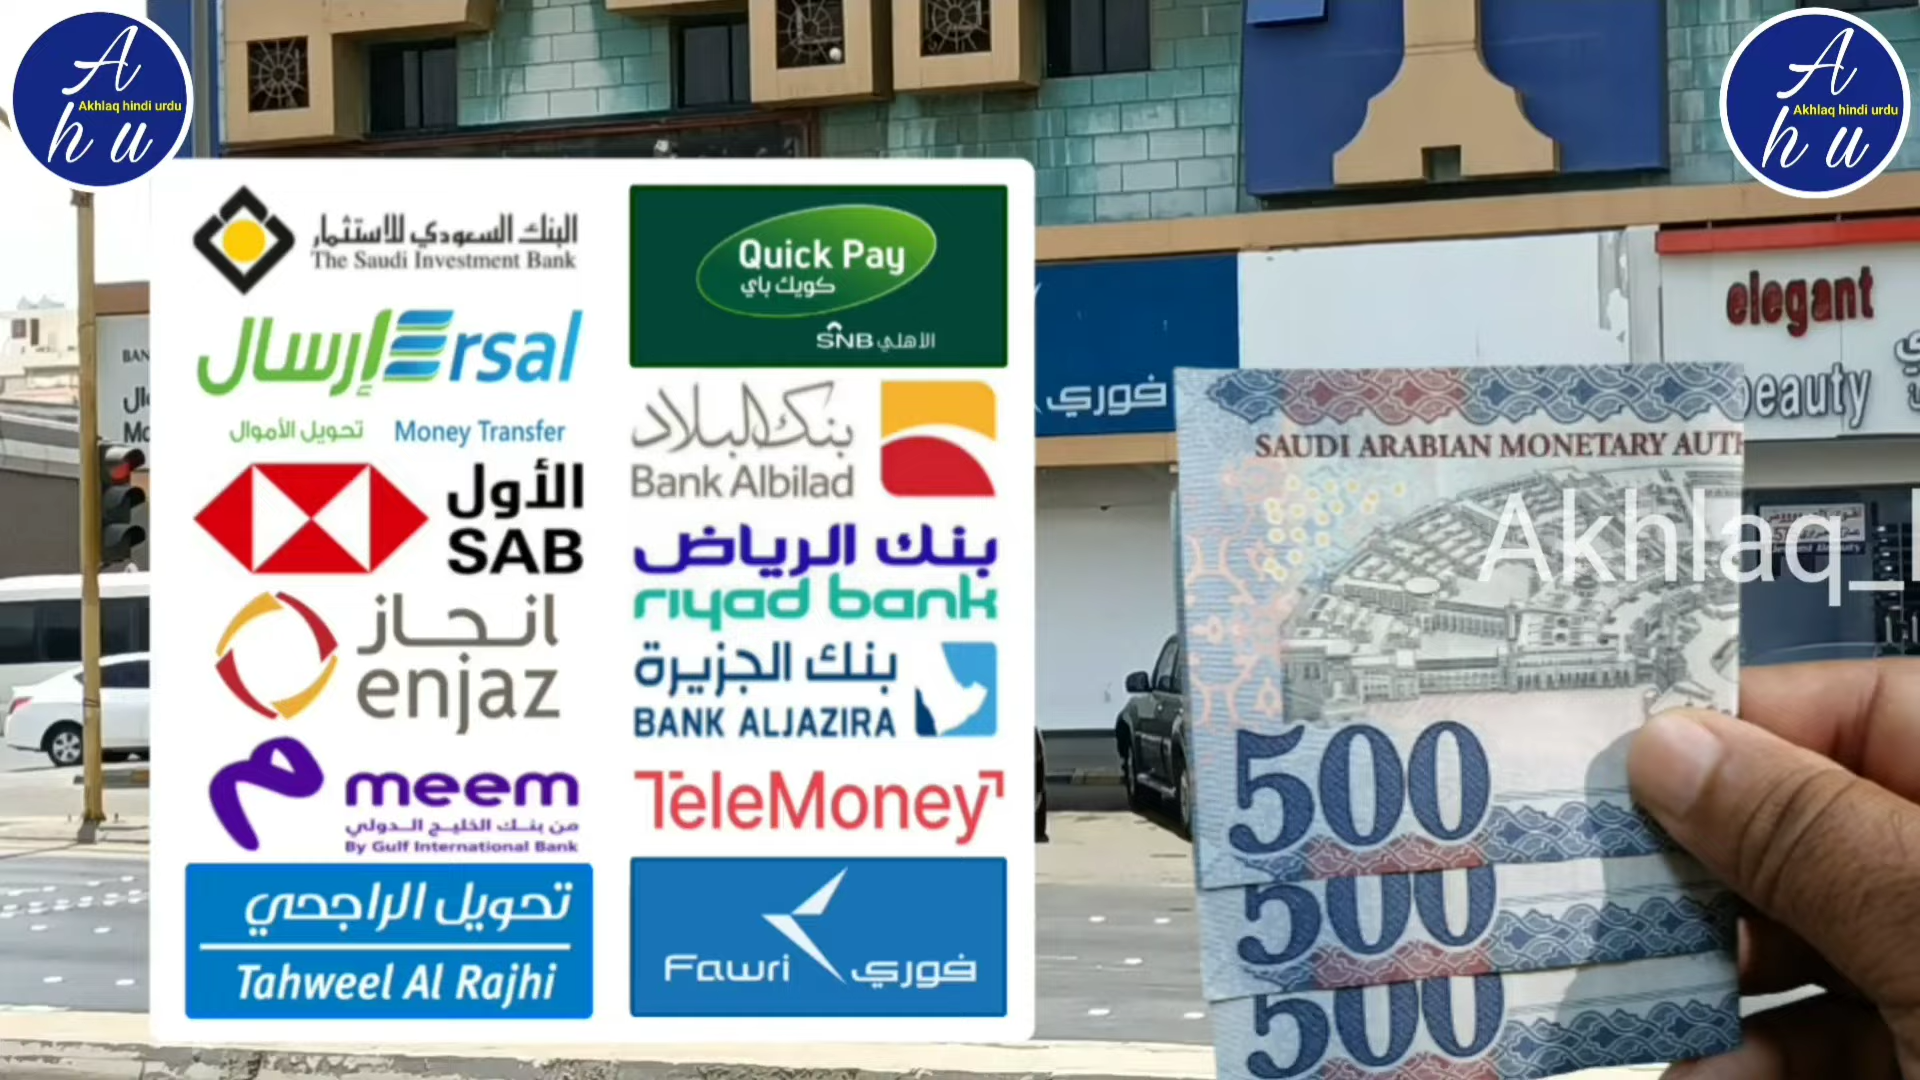 A
Akhlaq hindi urdu
h u
A
Akhlaq hindi urdu
h u
البنك السعودي للاستثمار
The Saudi Investment Bank
إرسال Ersal
تحويل الأموال Money Transfer
الأول
SAB
انجاز
enjaz
meem
من بنك الخليج الدولي
By Gulf International Bank
تحويل الراجحي
Tahweel Al Rajhi
Quick Pay
كويك باي
SNB الأهلي
بنك البلاد
Bank Albilad
بنك الرياض
riyad bank
بنك الجزيرة
BANK ALJAZIRA
TeleMoney
Fawri فوري
فوري
elegant
beauty
SAUDI ARABIAN MONETARY AUTH
Akhlaq_
500
500
500